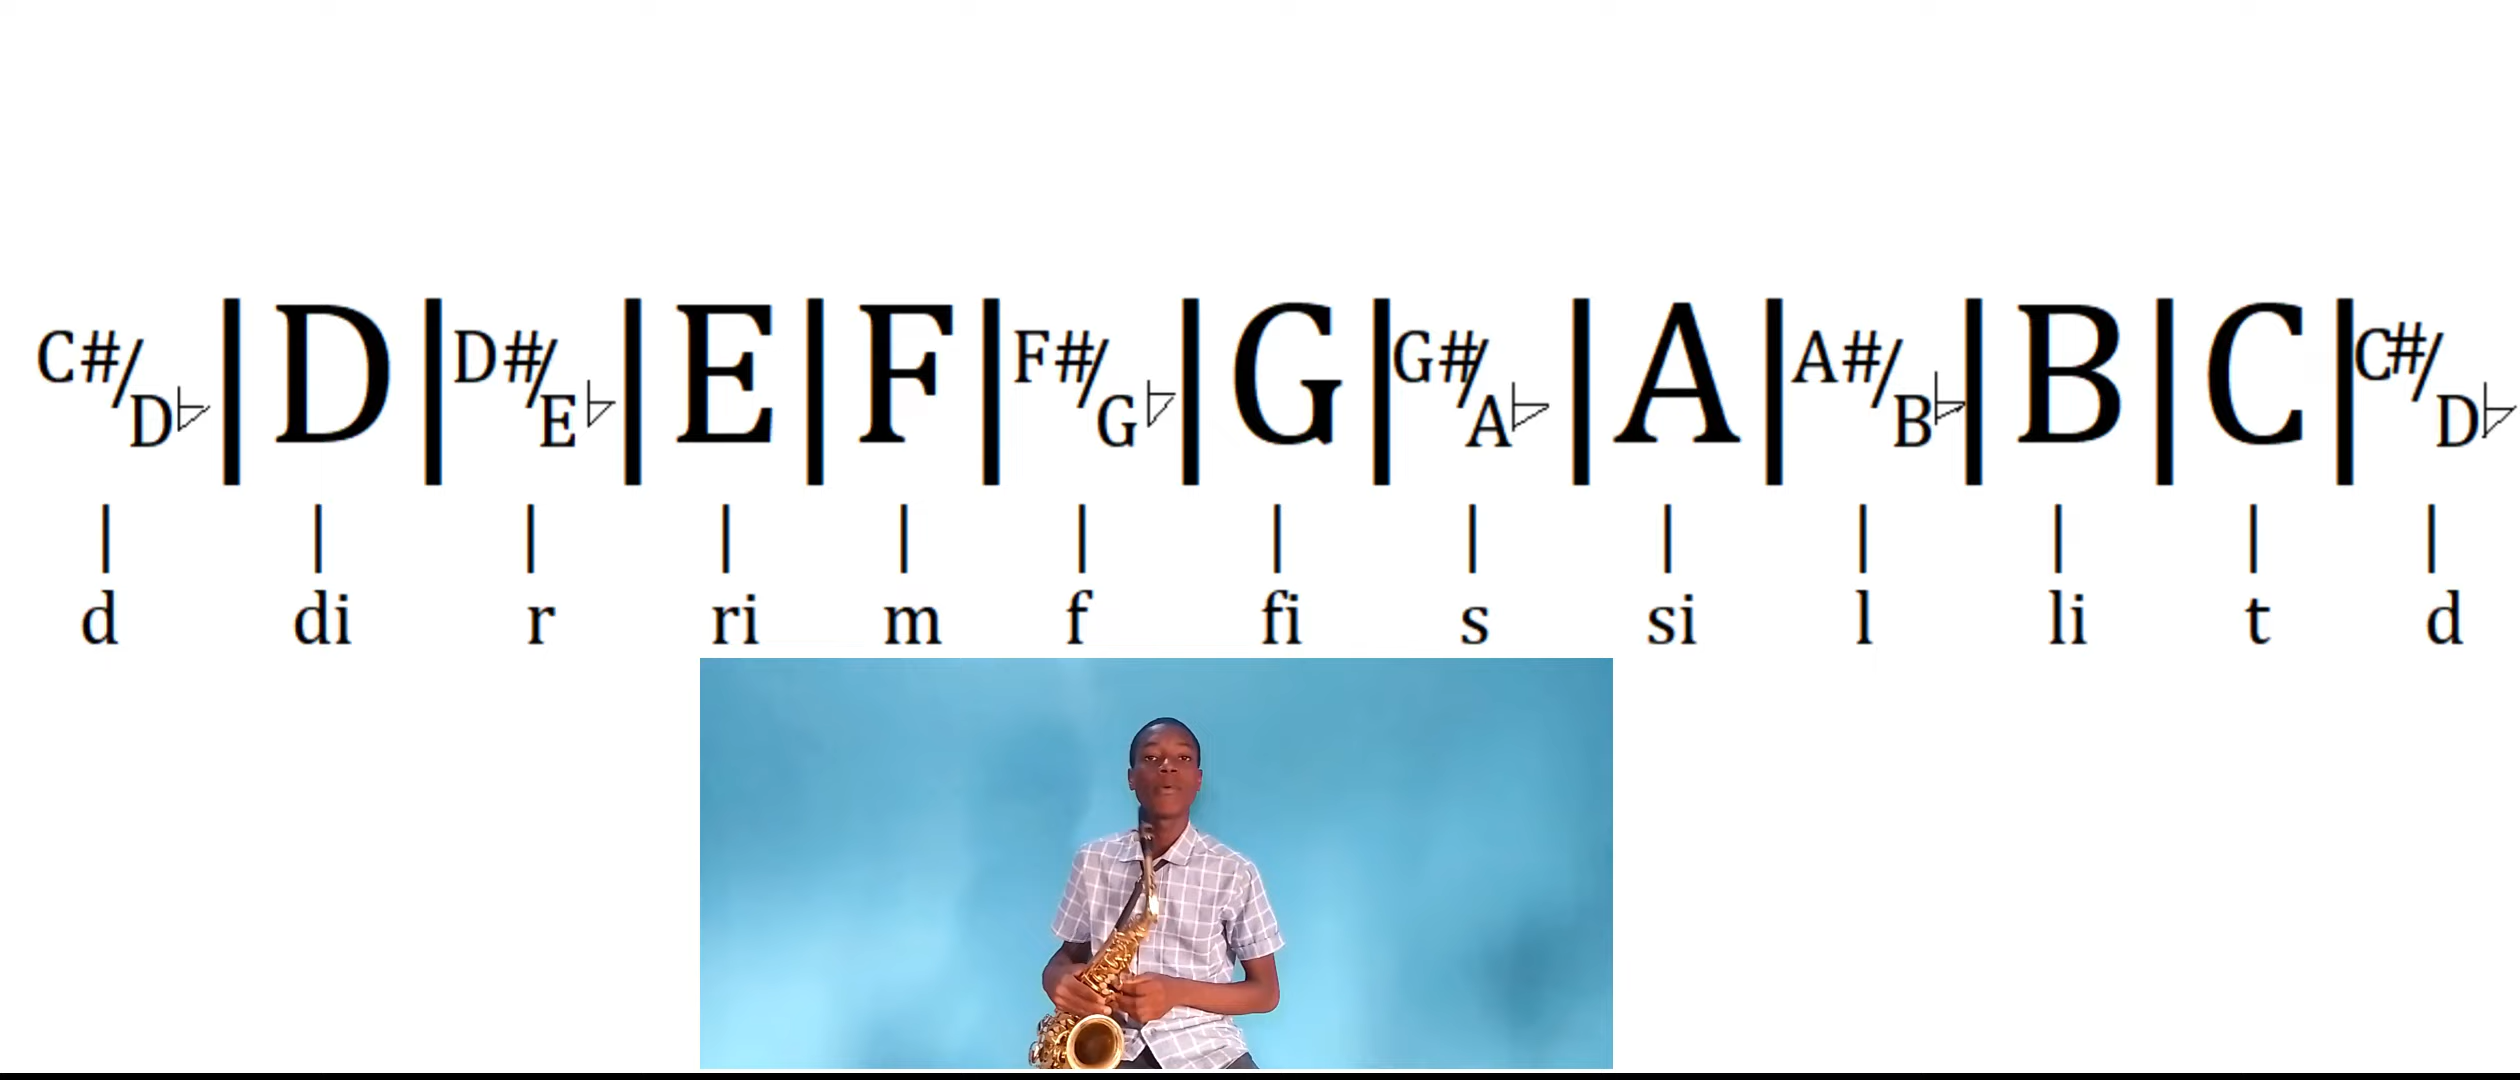 C#/D♭ | D | D#/E♭ | E | F | F#/G♭ | G | G#/A♭ | A | A#/B♭ | B | C | C#/D♭
d di r ri m f fi s si l li t d